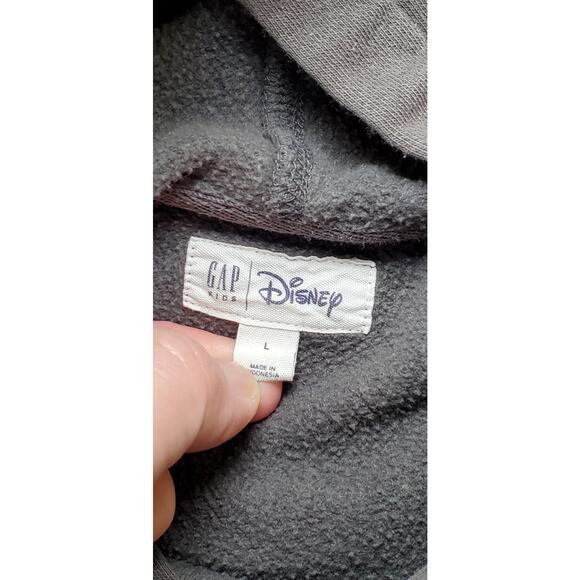 GAP KIDS | Disney
L
MADE IN
INDONESIA